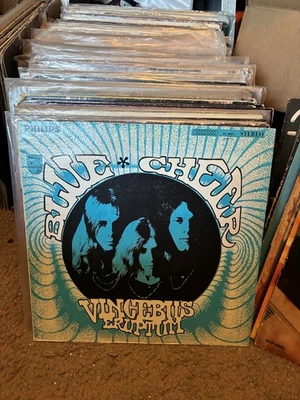 PHILIPS
STEREO
BLUE * CHEER
VINCEBUS
ERUPTUM